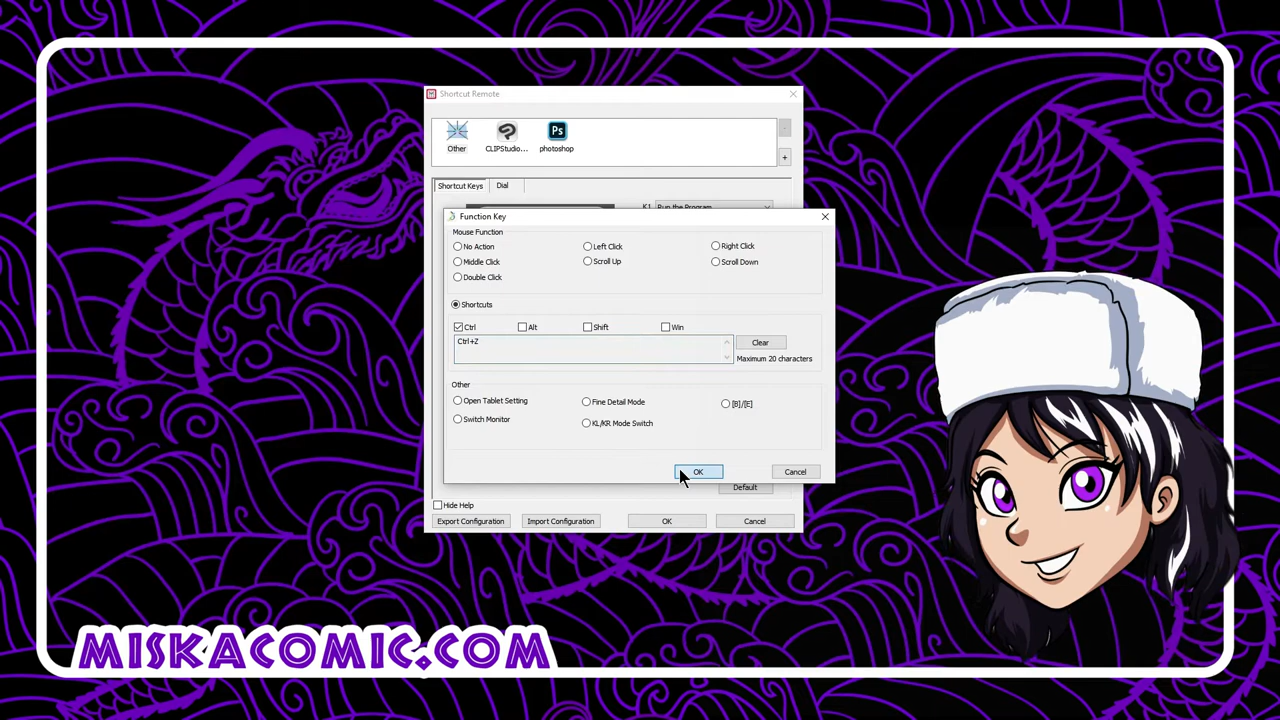 Shortcut Remote
Ps
Other
CLIPStudio...
photoshop
+
Shortcut Keys
Dial
K1
Run the Program
Function Key
Mouse Function
No Action
Left Click
Right Click
Middle Click
Scroll Up
Scroll Down
Double Click
Shortcuts
Ctrl
Alt
Shift
Win
Ctrl+Z
Clear
Maximum 20 characters
Other
Open Tablet Setting
Fine Detail Mode
[B]/[E]
Switch Monitor
KL/KR Mode Switch
OK
Cancel
Default
Hide Help
Export Configuration
Import Configuration
OK
Cancel
MISKACOMIC.COM